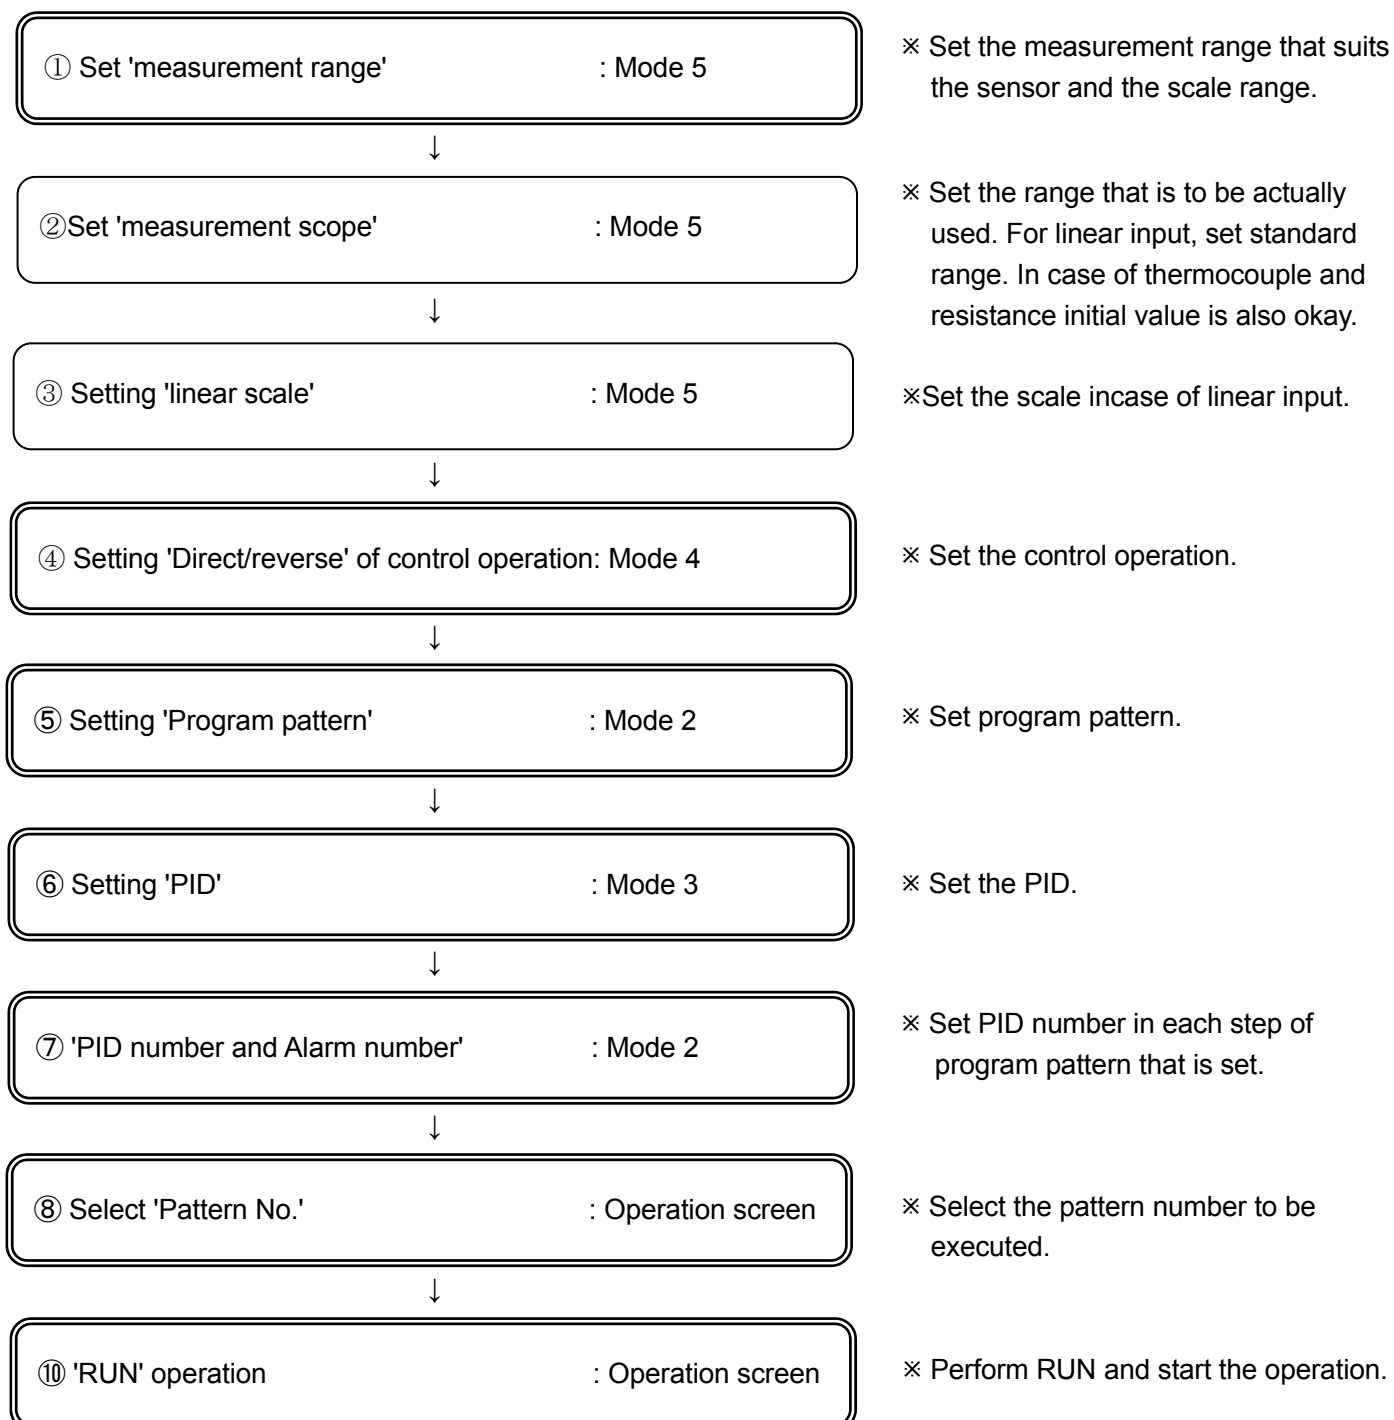 ① Set 'measurement range' : Mode 5
※ Set the measurement range that suits
the sensor and the scale range.
↓
②Set 'measurement scope' : Mode 5
※ Set the range that is to be actually
used. For linear input, set standard
range. In case of thermocouple and
resistance initial value is also okay.
↓
③ Setting 'linear scale' : Mode 5
※Set the scale incase of linear input.
↓
④ Setting 'Direct/reverse' of control operation: Mode 4
※ Set the control operation.
↓
⑤ Setting 'Program pattern' : Mode 2
※ Set program pattern.
↓
⑥ Setting 'PID' : Mode 3
※ Set the PID.
↓
⑦ 'PID number and Alarm number' : Mode 2
※ Set PID number in each step of
program pattern that is set.
↓
⑧ Select 'Pattern No.' : Operation screen
※ Select the pattern number to be
executed.
↓
⑩ 'RUN' operation : Operation screen
※ Perform RUN and start the operation.